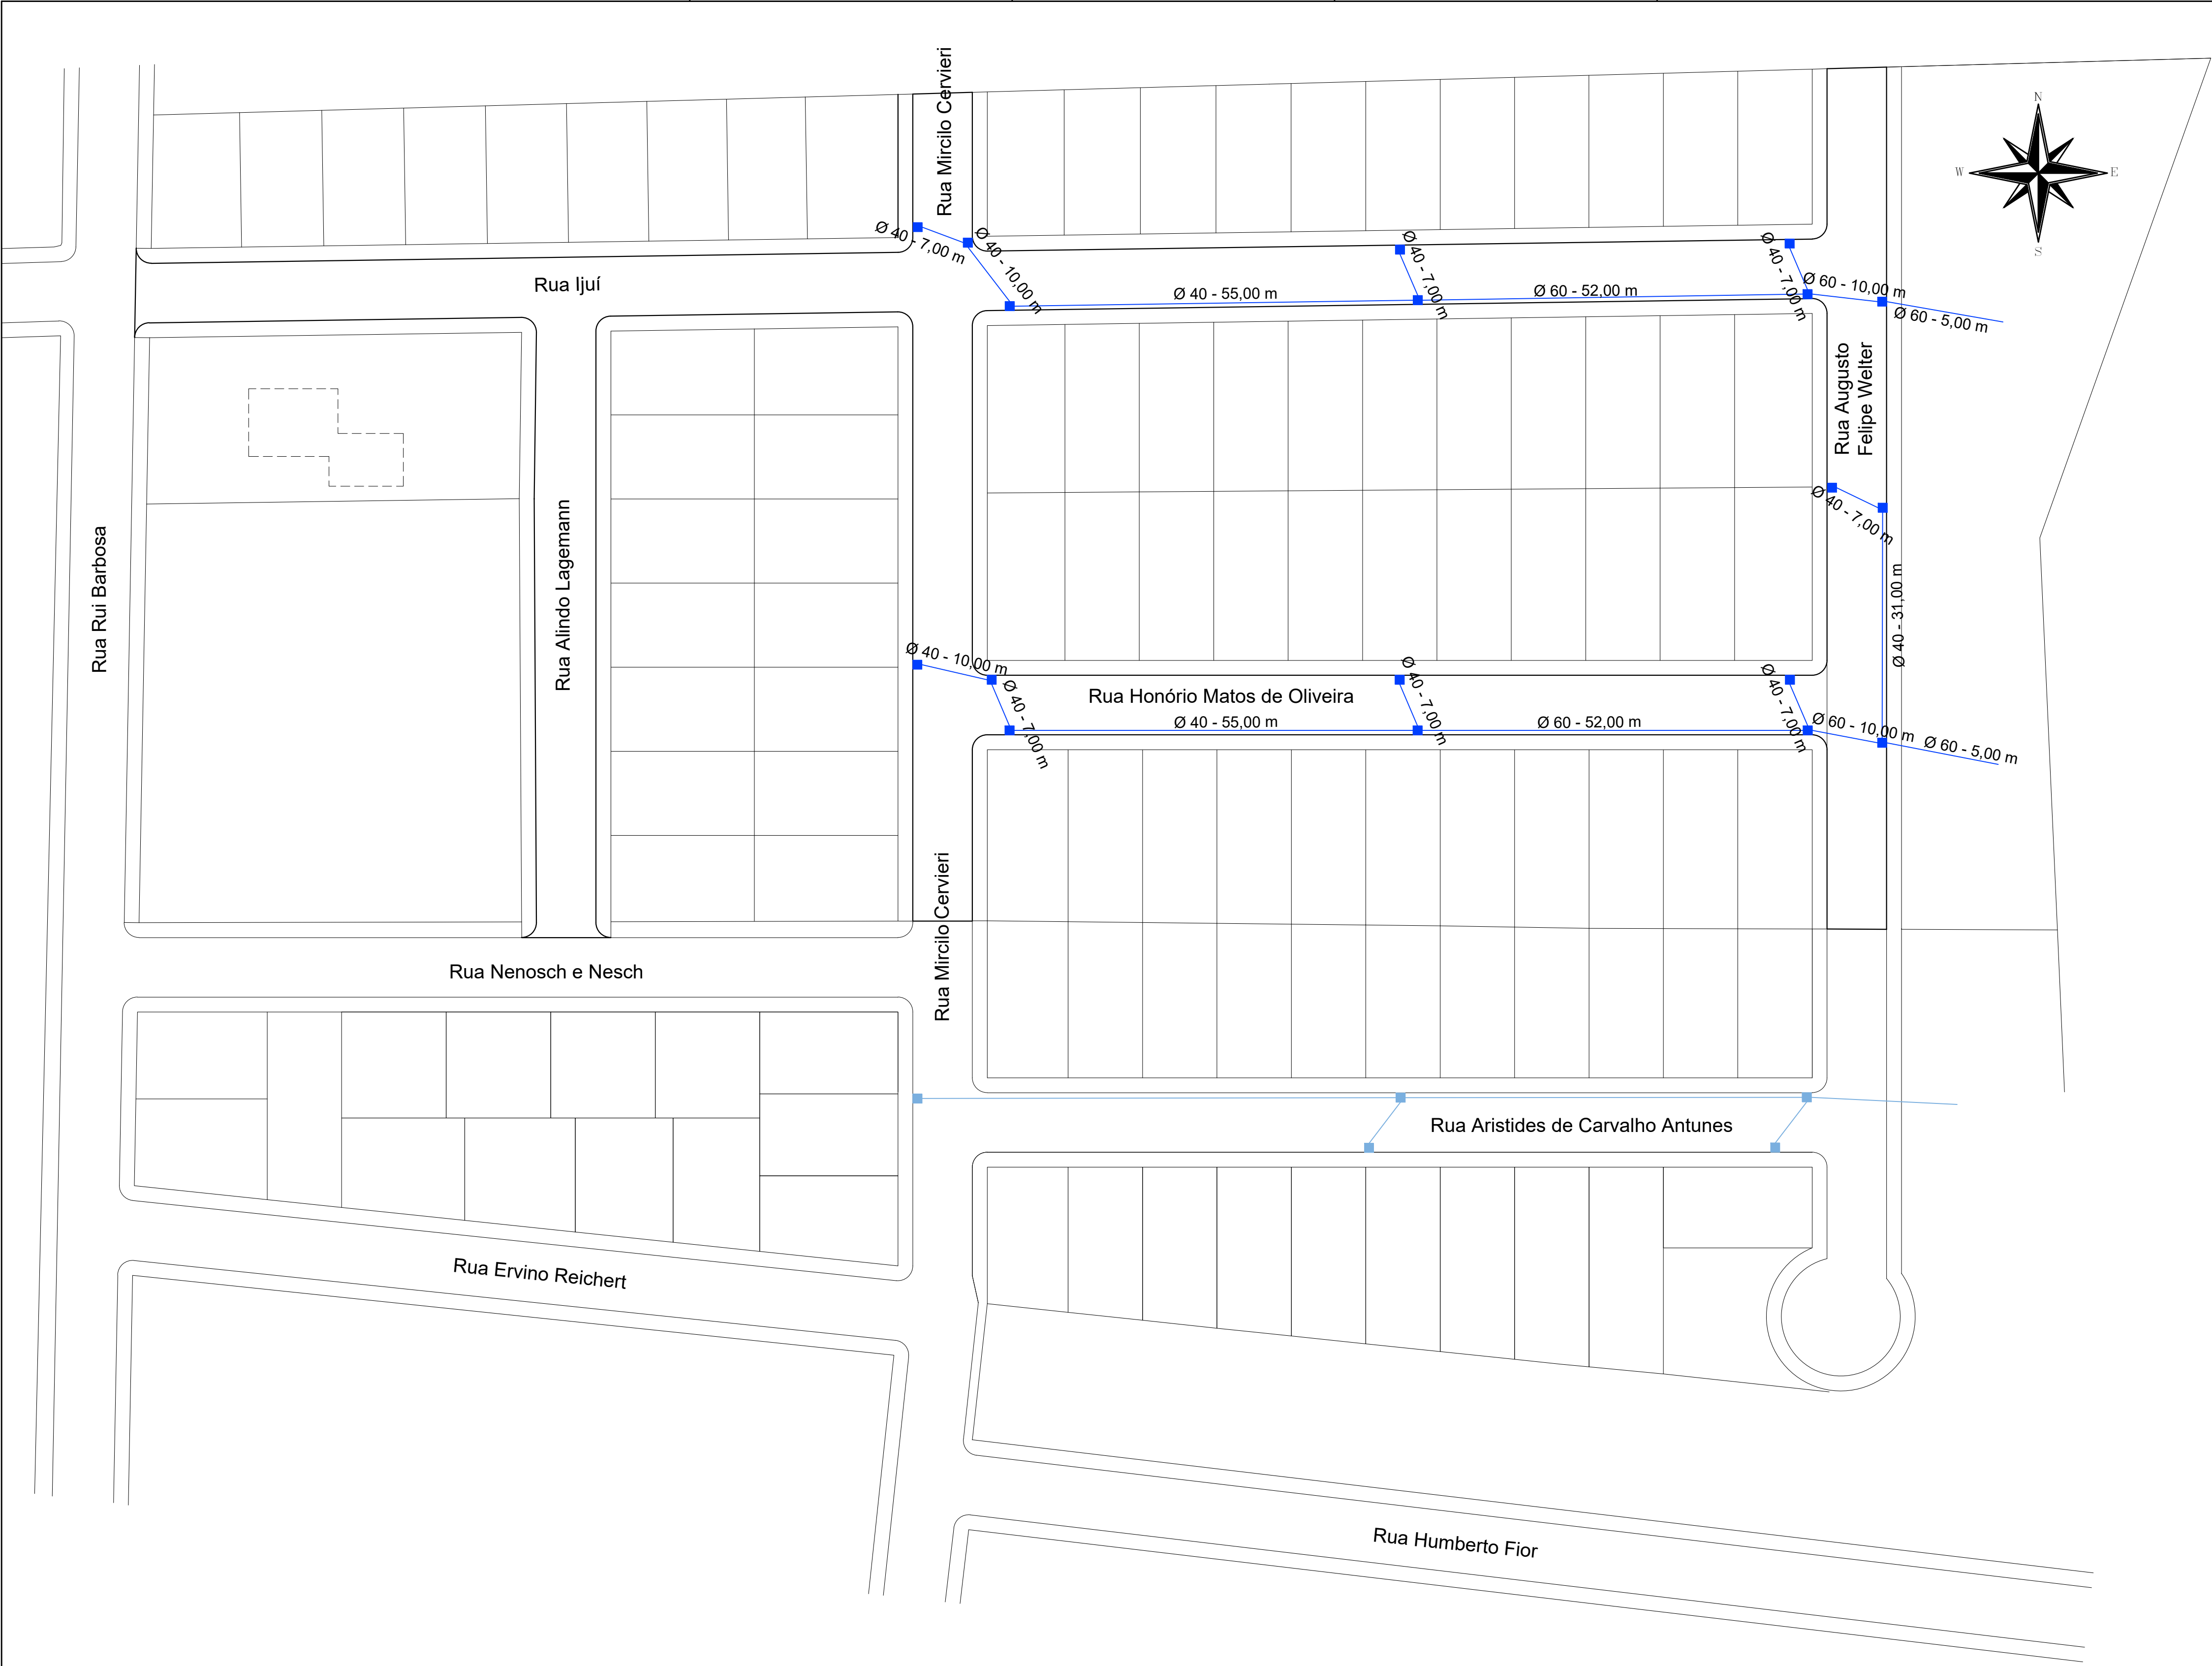 Rua Mircilo Cervieri
N
W
E
S
Ø 40 - 7,00 m
Ø 40 - 10,00 m
Ø 40 - 7,00 m
Ø 40 - 7,00 m
Rua Ijuí
Ø 40 - 55,00 m
Ø 60 - 52,00 m
Ø 60 - 10,00 m
Ø 60 - 5,00 m
Rua Augusto
Felipe Welter
Ø 40 - 7,00 m
Rua Rui Barbosa
Rua Alindo Lagemann
Ø 40 - 31,00 m
Ø 40 - 10,00 m
Ø 40 - 7,00 m
Rua Honório Matos de Oliveira
Ø 40 - 7,00 m
Ø 40 - 7,00 m
Ø 40 - 55,00 m
Ø 60 - 52,00 m
Ø 60 - 10,00 m
Ø 60 - 5,00 m
Rua Mircilo Cervieri
Rua Nenosch e Nesch
Rua Aristides de Carvalho Antunes
Rua Ervino Reichert
Rua Humberto Fior